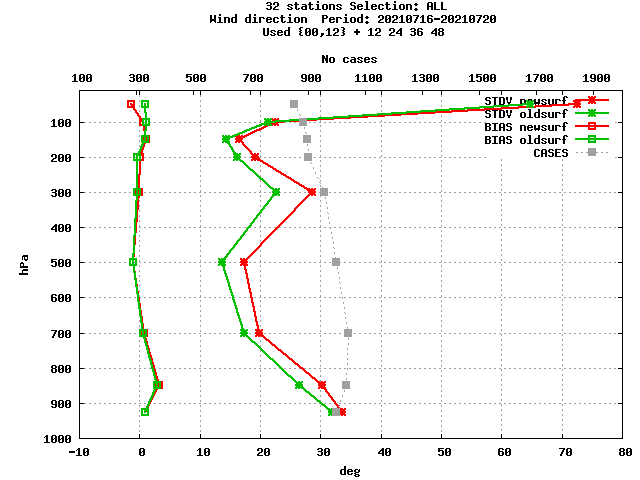 32 stations Selection: ALL
Wind direction  Period: 20210716-20210720
Used {00,12} + 12 24 36 48
No cases
100 300 500 700 900 1100 1300 1500 1700 1900
STDV newsurf
STDV oldsurf
BIAS newsurf
BIAS oldsurf
CASES
100
200
300
400
500
600
700
800
900
1000
hPa
-10 0 10 20 30 40 50 60 70 80
deg